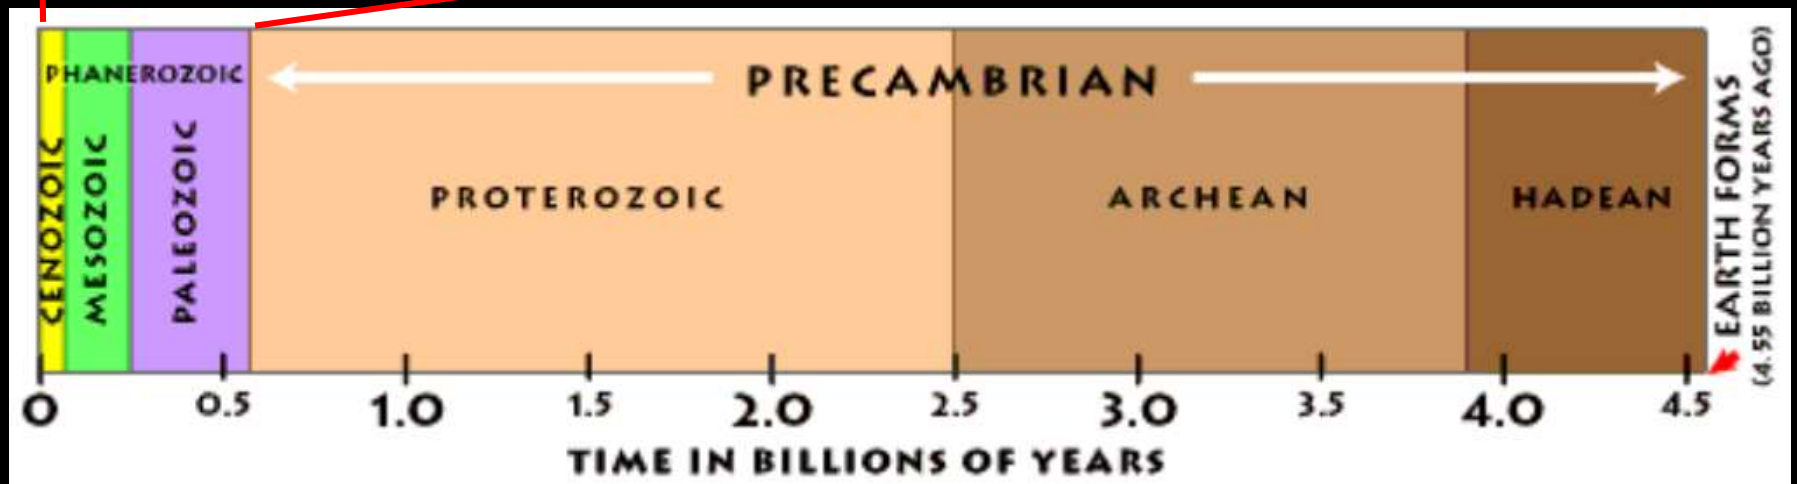 PHANEROZOIC
PRECAMBRIAN
CENOZOIC
MESOZOIC
PALEOZOIC
PROTEROZOIC
ARCHEAN
HADEAN
EARTH FORMS
(4.55 BILLION YEARS AGO)
0 0.5 1.0 1.5 2.0 2.5 3.0 3.5 4.0 4.5
TIME IN BILLIONS OF YEARS